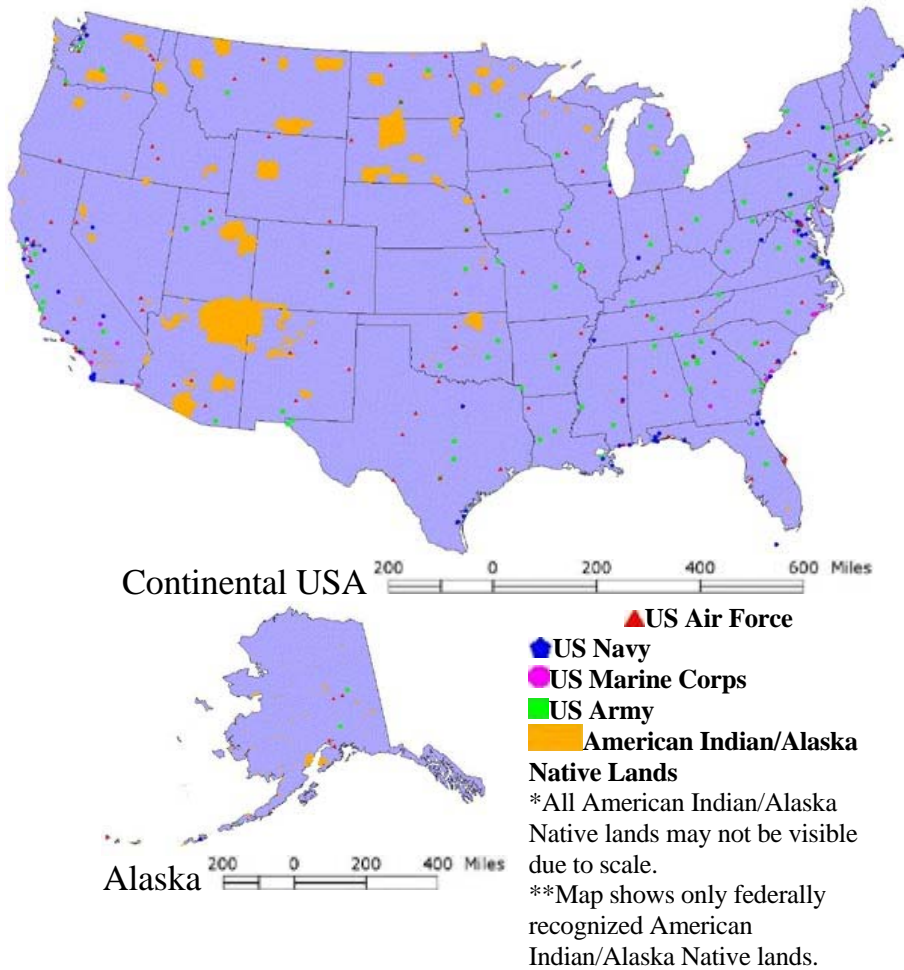 Continental USA
200 0 200 400 600 Miles
US Air Force
US Navy
US Marine Corps
US Army
American Indian/Alaska
Native Lands
*All American Indian/Alaska
Native lands may not be visible
due to scale.
**Map shows only federally
recognized American
Indian/Alaska Native lands.
Alaska
200 0 200 400 Miles